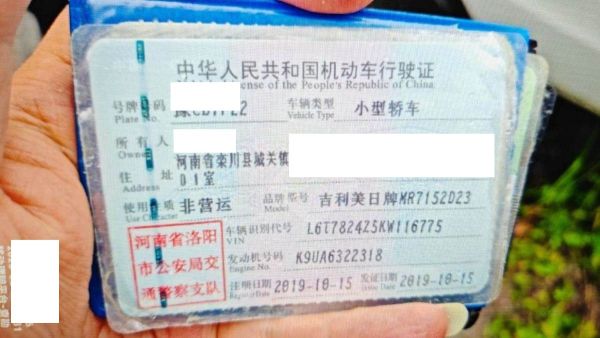 中华人民共和国机动车行驶证
ense of the People's Republic of China
号牌号码 Plate No. 车辆类型 Vehicle Type 小型轿车
所有人 Owner
住址 河南省栾川县城关镇
01室
使用性质 Use Character 非营运 品牌型号 Model 吉利美日牌MR7152D23
车辆识别代号 VIN L6T7824Z5KW116775
发动机号码 Engine No. K9UA6322318
注册日期 Register Date 2019-10-15 发证日期 Issue Date 2019-10-15
河南省洛阳
市公安局交
通警察支队